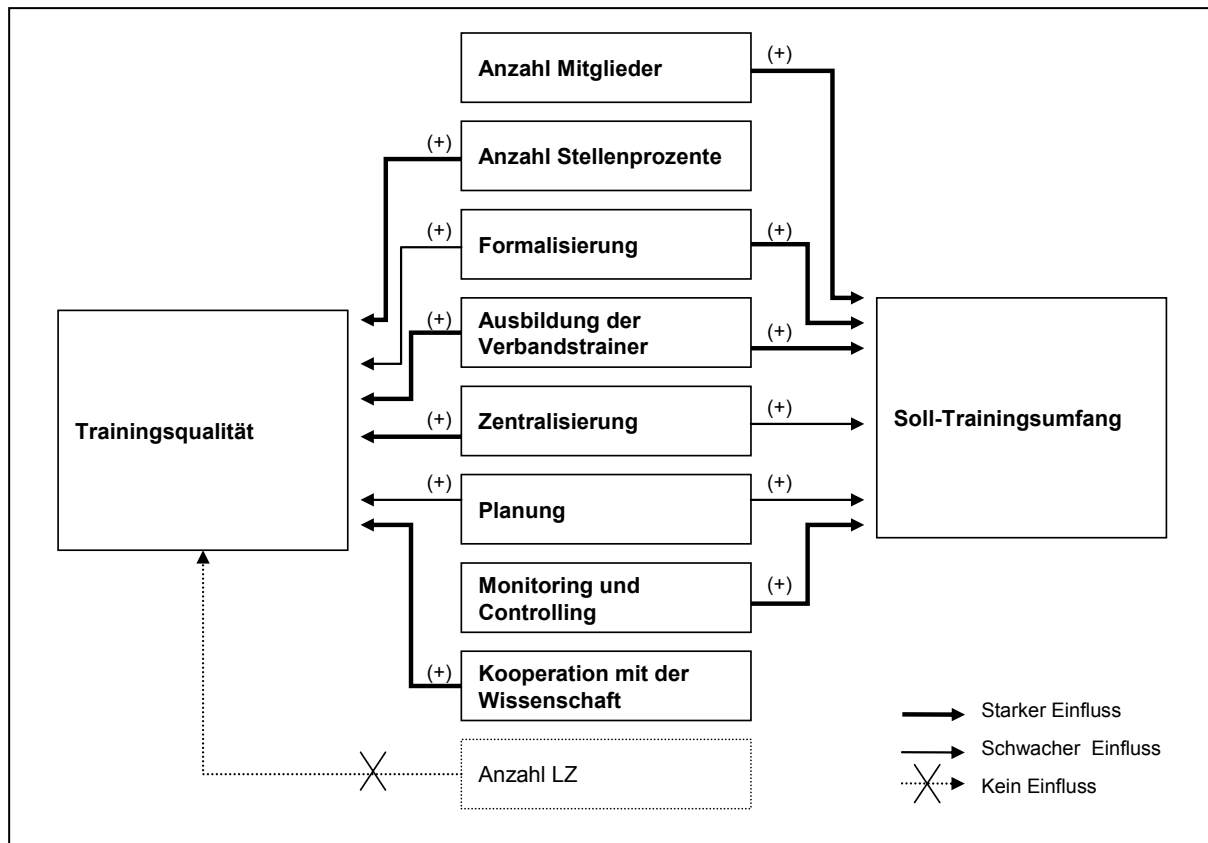 Anzahl Mitglieder
(+)
(+)
Anzahl Stellenprozente
(+)
Formalisierung
(+)
(+)
Ausbildung der
Verbandstrainer
(+)
Trainingsqualität
(+)
Zentralisierung
(+)
Soll-Trainingsumfang
(+)
Planung
(+)
Monitoring und
Controlling
(+)
(+)
Kooperation mit der
Wissenschaft
Anzahl LZ
Starker Einfluss
Schwacher Einfluss
Kein Einfluss